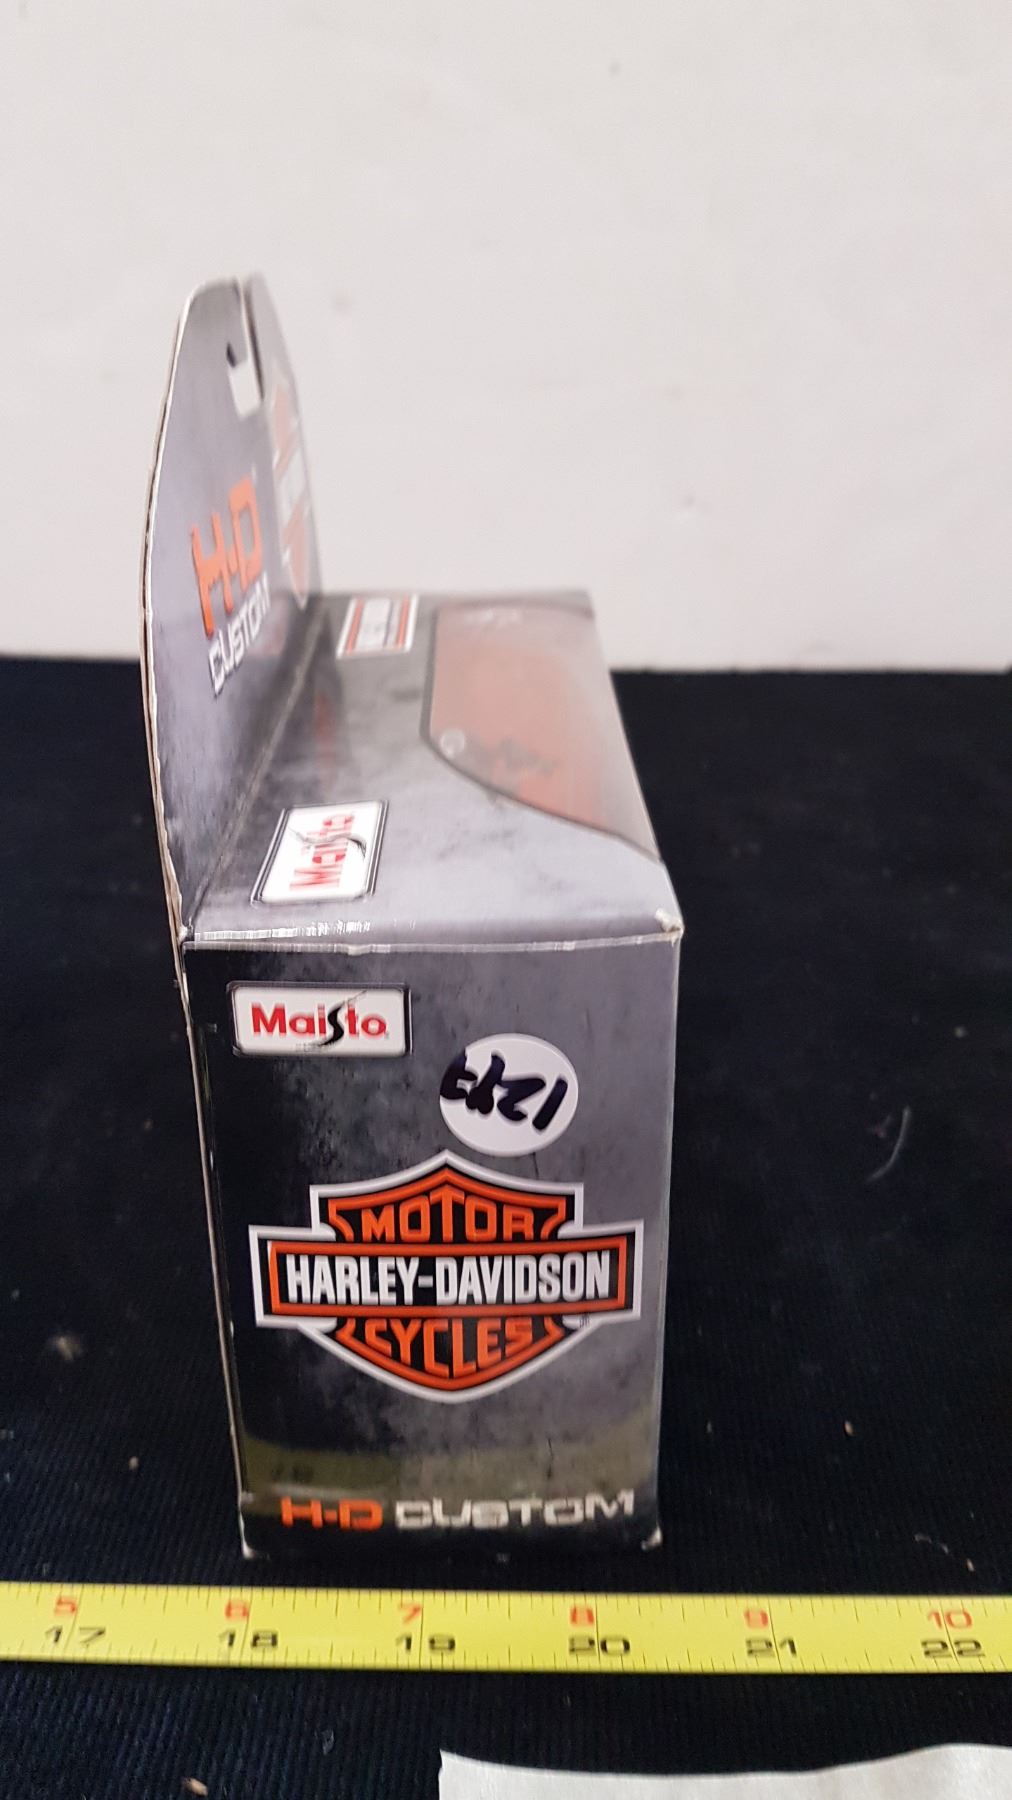 H-D
CUSTOM
Maisto
Maisto
MOTOR
HARLEY-DAVIDSON
CYCLES
H-D CUSTOM
5 6 7 8 9 10
17 18 19 20 21 22